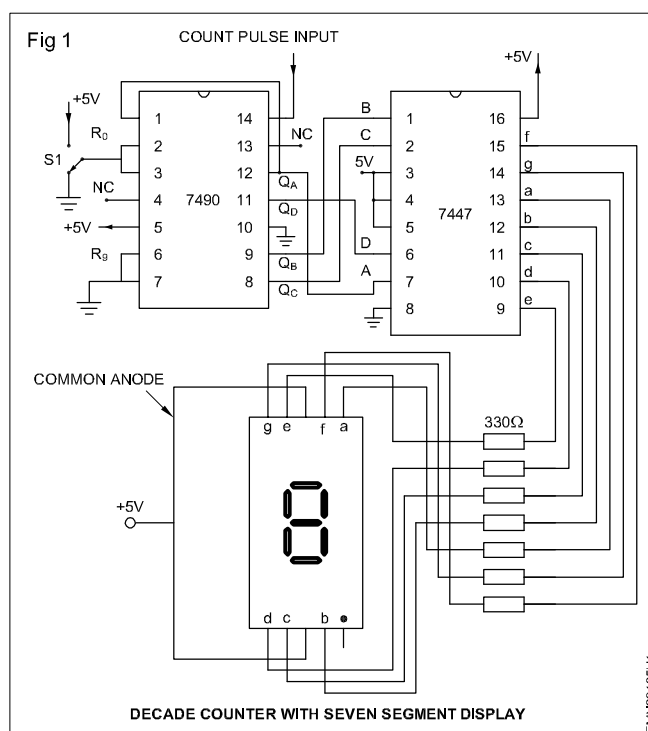 Fig 1
COUNT PULSE INPUT
+5V
+5V
B
f
1 14
1 16
R0
C
NC
g
2 13
2 15
S1
5V
a
3 12
3 14
NC
QA
b
4 7490 11
4 7447 13
QD
c
+5V
5 10
5 12
D
d
R9
6 9
6 11
QB
A
e
7 8
7 10
QC
8 9
COMMON ANODE
330Ω
g e f a
+5V
d c b
DECADE COUNTER WITH SEVEN SEGMENT DISPLAY